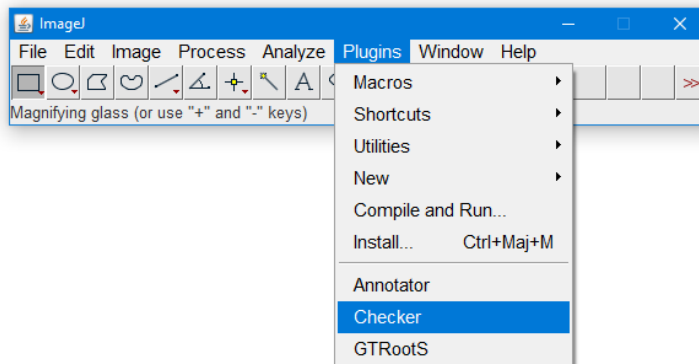 ImageJ
File Edit Image Process Analyze Plugins Window Help
A
Magnifying glass (or use "+" and "-" keys)
Macros
Shortcuts
Utilities
New
Compile and Run...
Install... Ctrl+Maj+M
Annotator
Checker
GTRootS